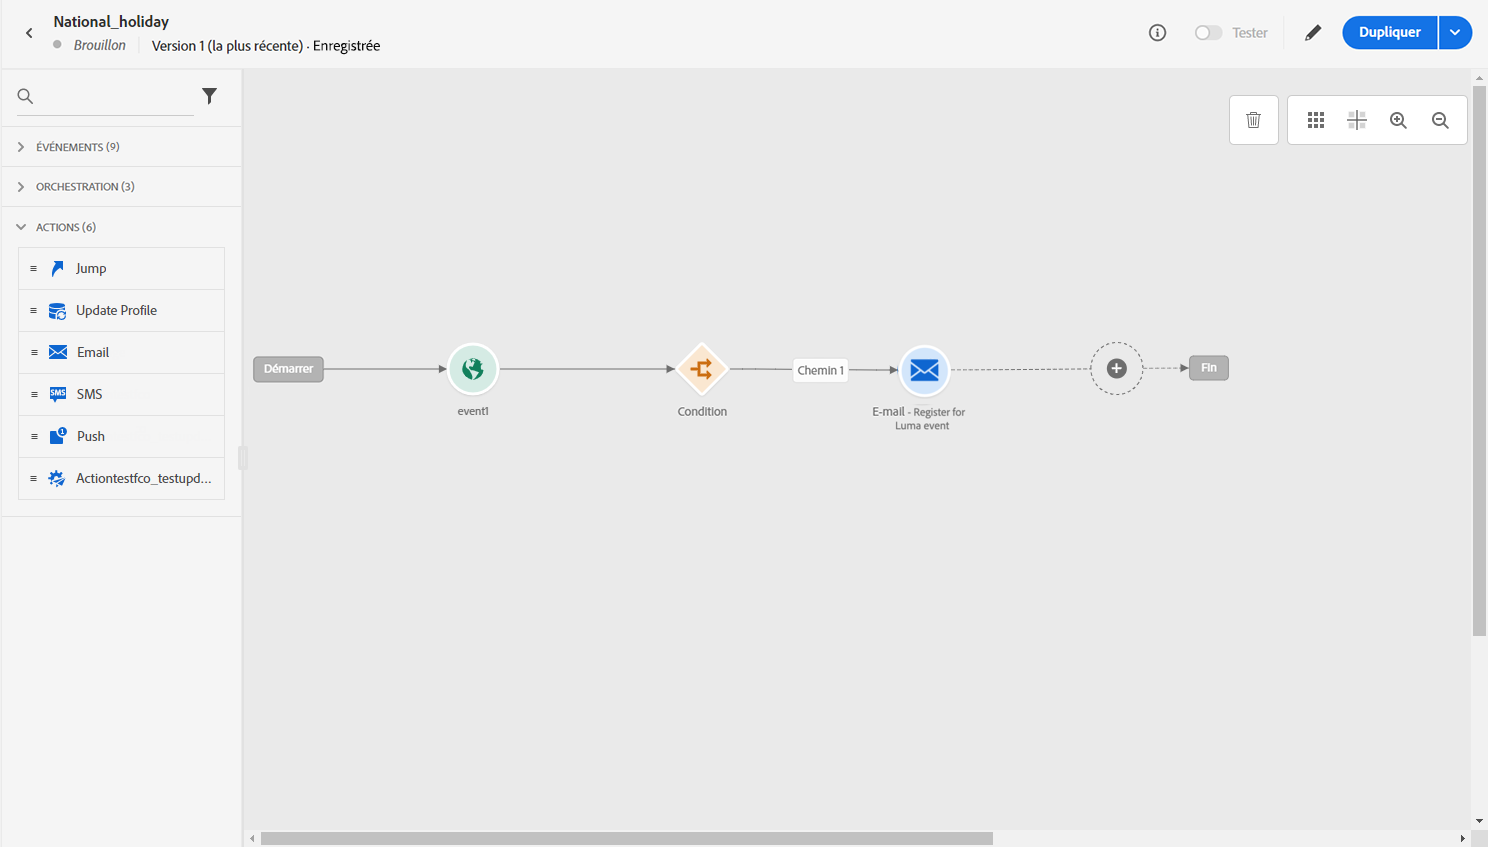 National_holiday
Brouillon
Version 1 (la plus récente) · Enregistrée
Tester
Dupliquer
ÉVÉNEMENTS (9)
ORCHESTRATION (3)
ACTIONS (6)
Jump
Update Profile
Email
SMS
SMS
Push
Actiontestfco_testupd...
Démarrer
event1
Condition
Chemin 1
E-mail - Register for
Luma event
Fin